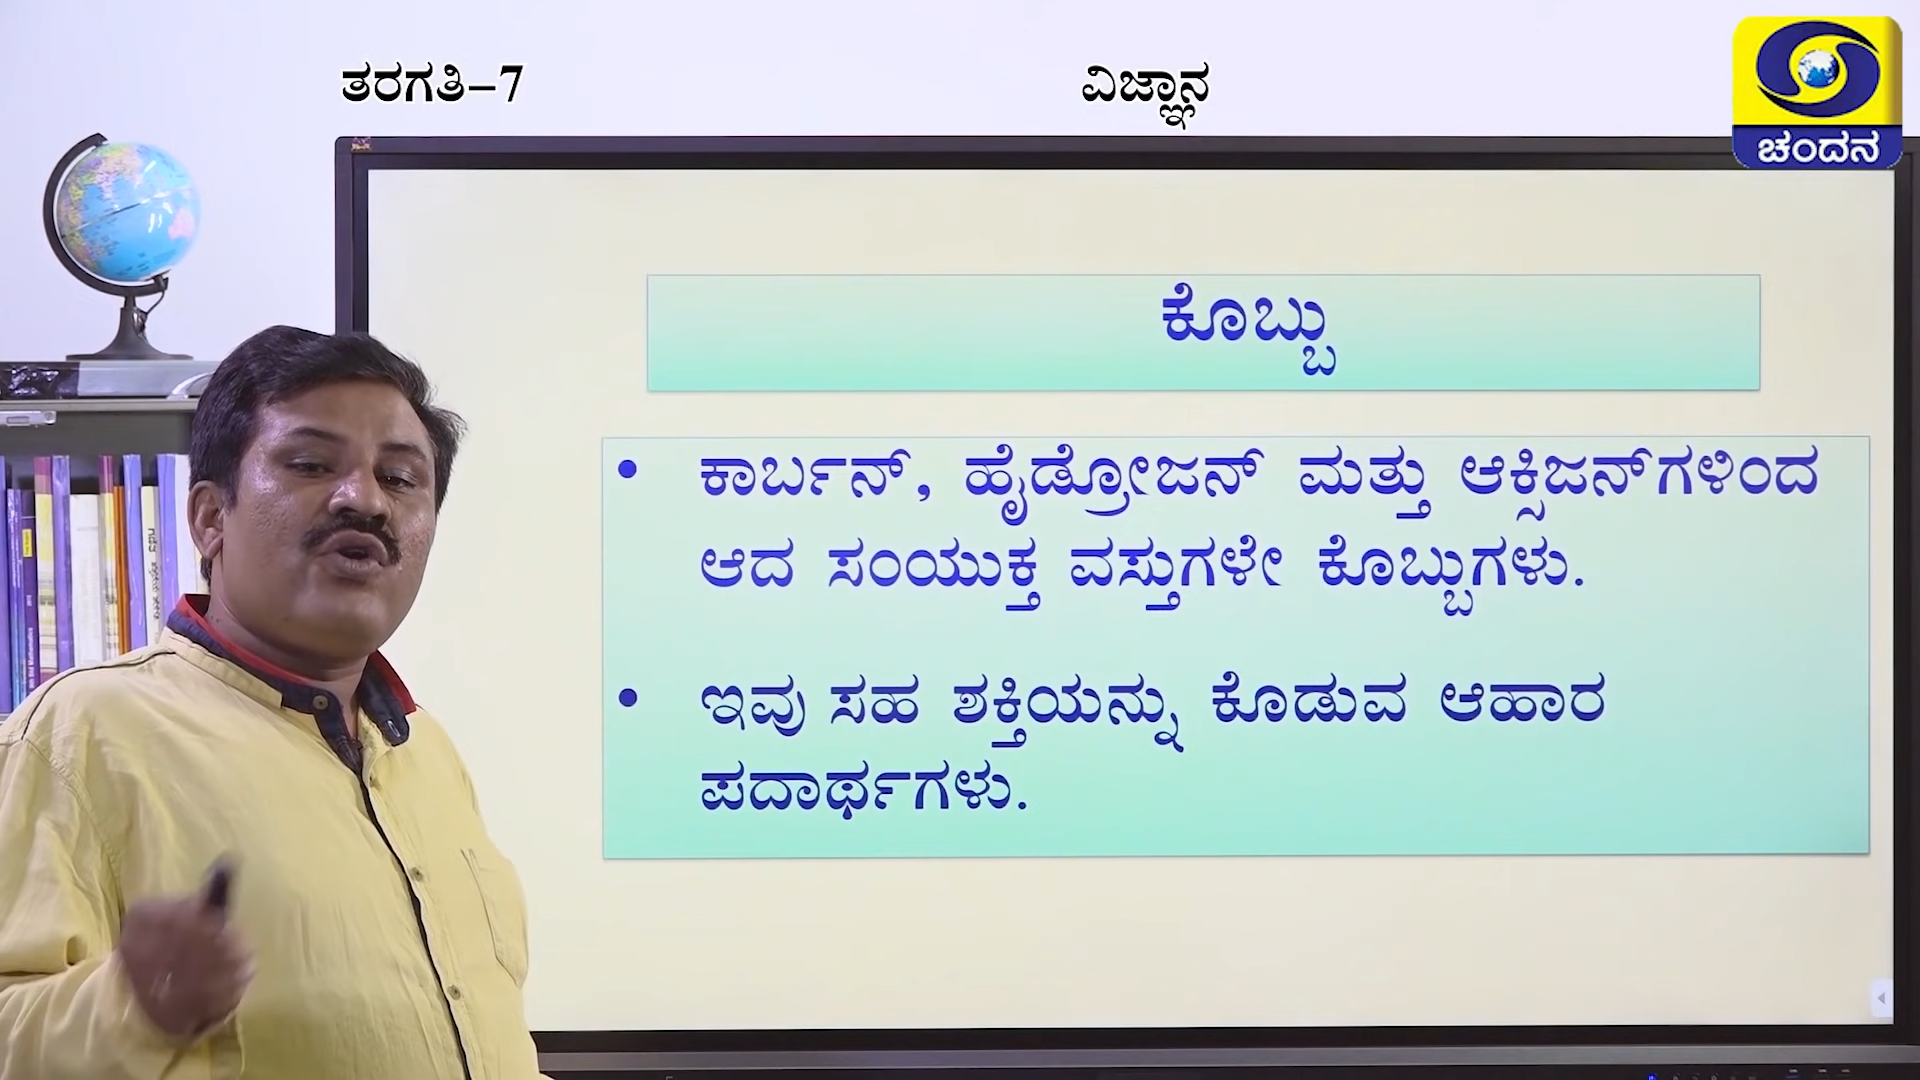 ತರಗತಿ–7
ವಿಜ್ಞಾನ
ಚಂದನ
ಕೊಬ್ಬು
• ಕಾರ್ಬನ್, ಹೈಡ್ರೋಜನ್ ಮತ್ತು ಆಕ್ಸಿಜನ್‌ಗಳಿಂದ
ಆದ ಸಂಯುಕ್ತ ವಸ್ತುಗಳೇ ಕೊಬ್ಬುಗಳು.
• ಇವು ಸಹ ಶಕ್ತಿಯನ್ನು ಕೊಡುವ ಆಹಾರ
ಪದಾರ್ಥಗಳು.